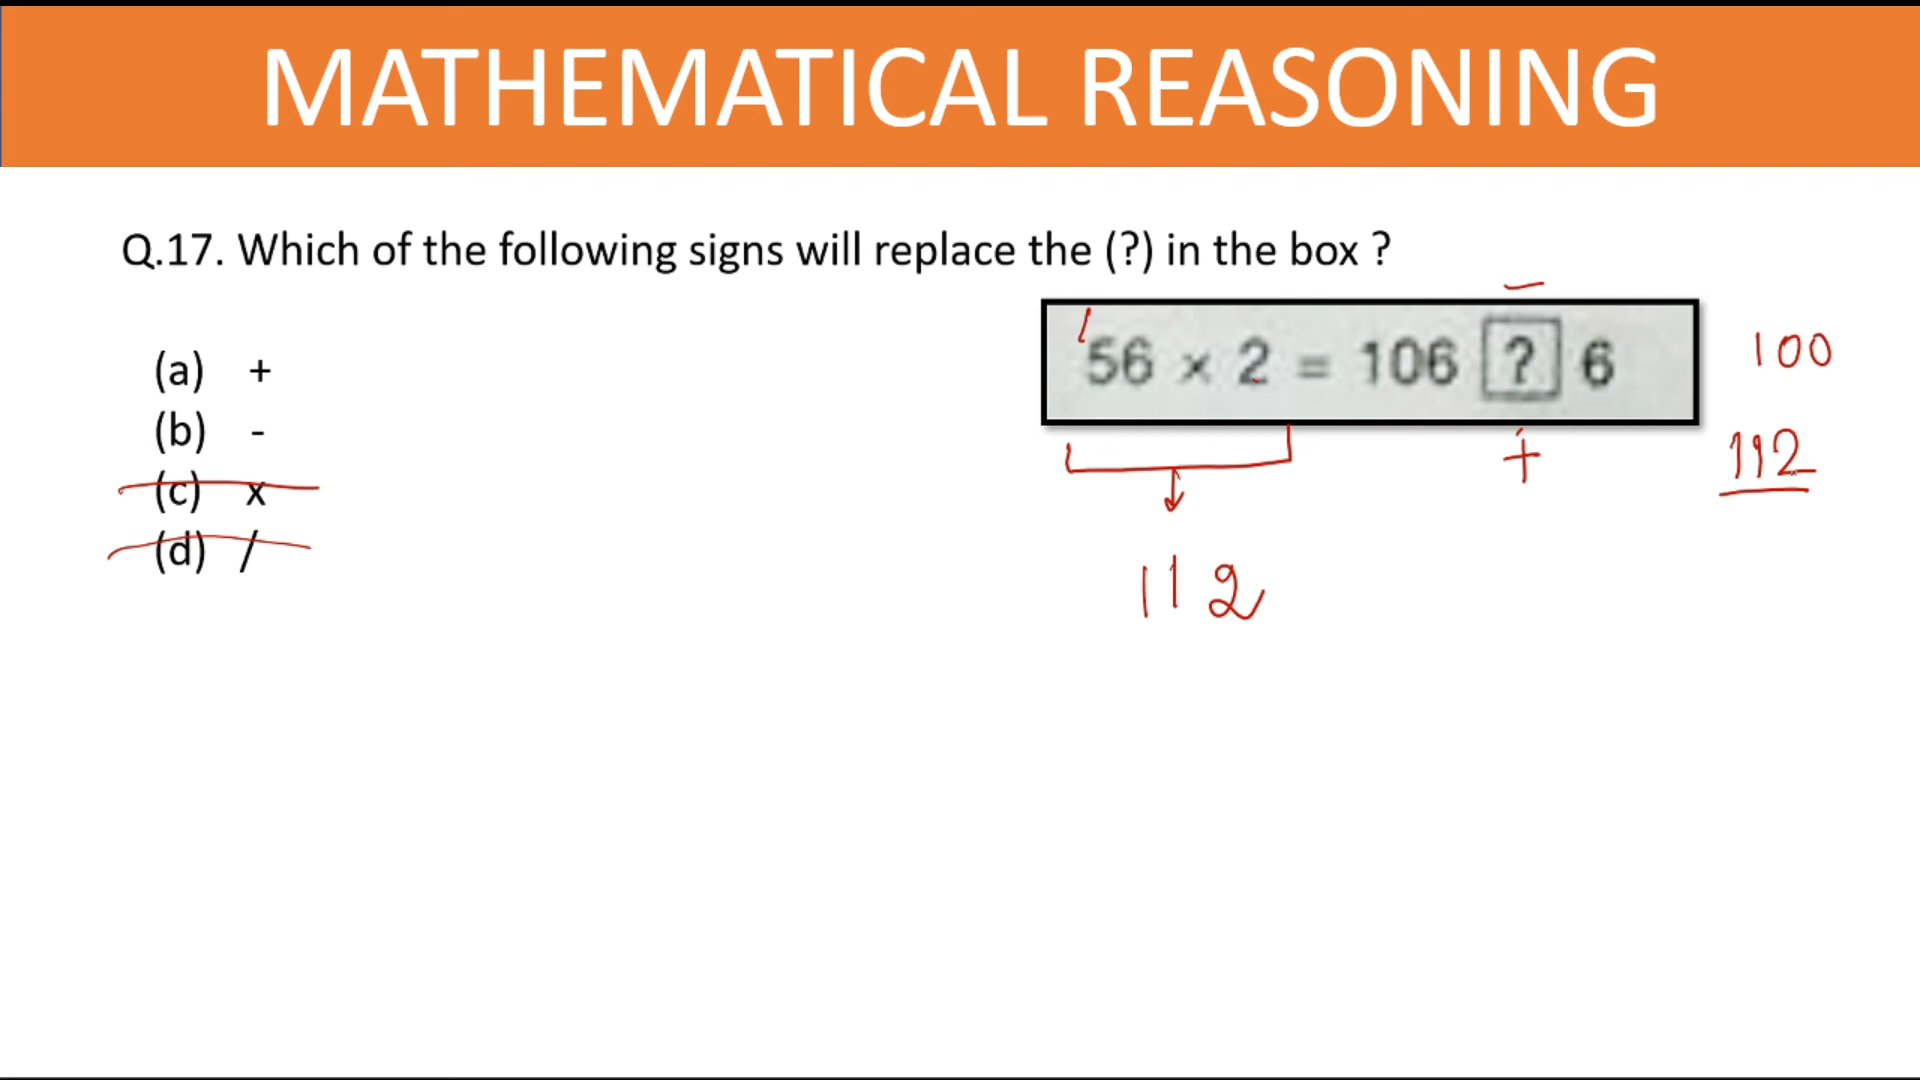 MATHEMATICAL REASONING
Q.17. Which of the following signs will replace the (?) in the box ?
(a) +
(b) -
(c) x
(d) /
–
56 × 2 = 106 ? 6
100
+
112
112